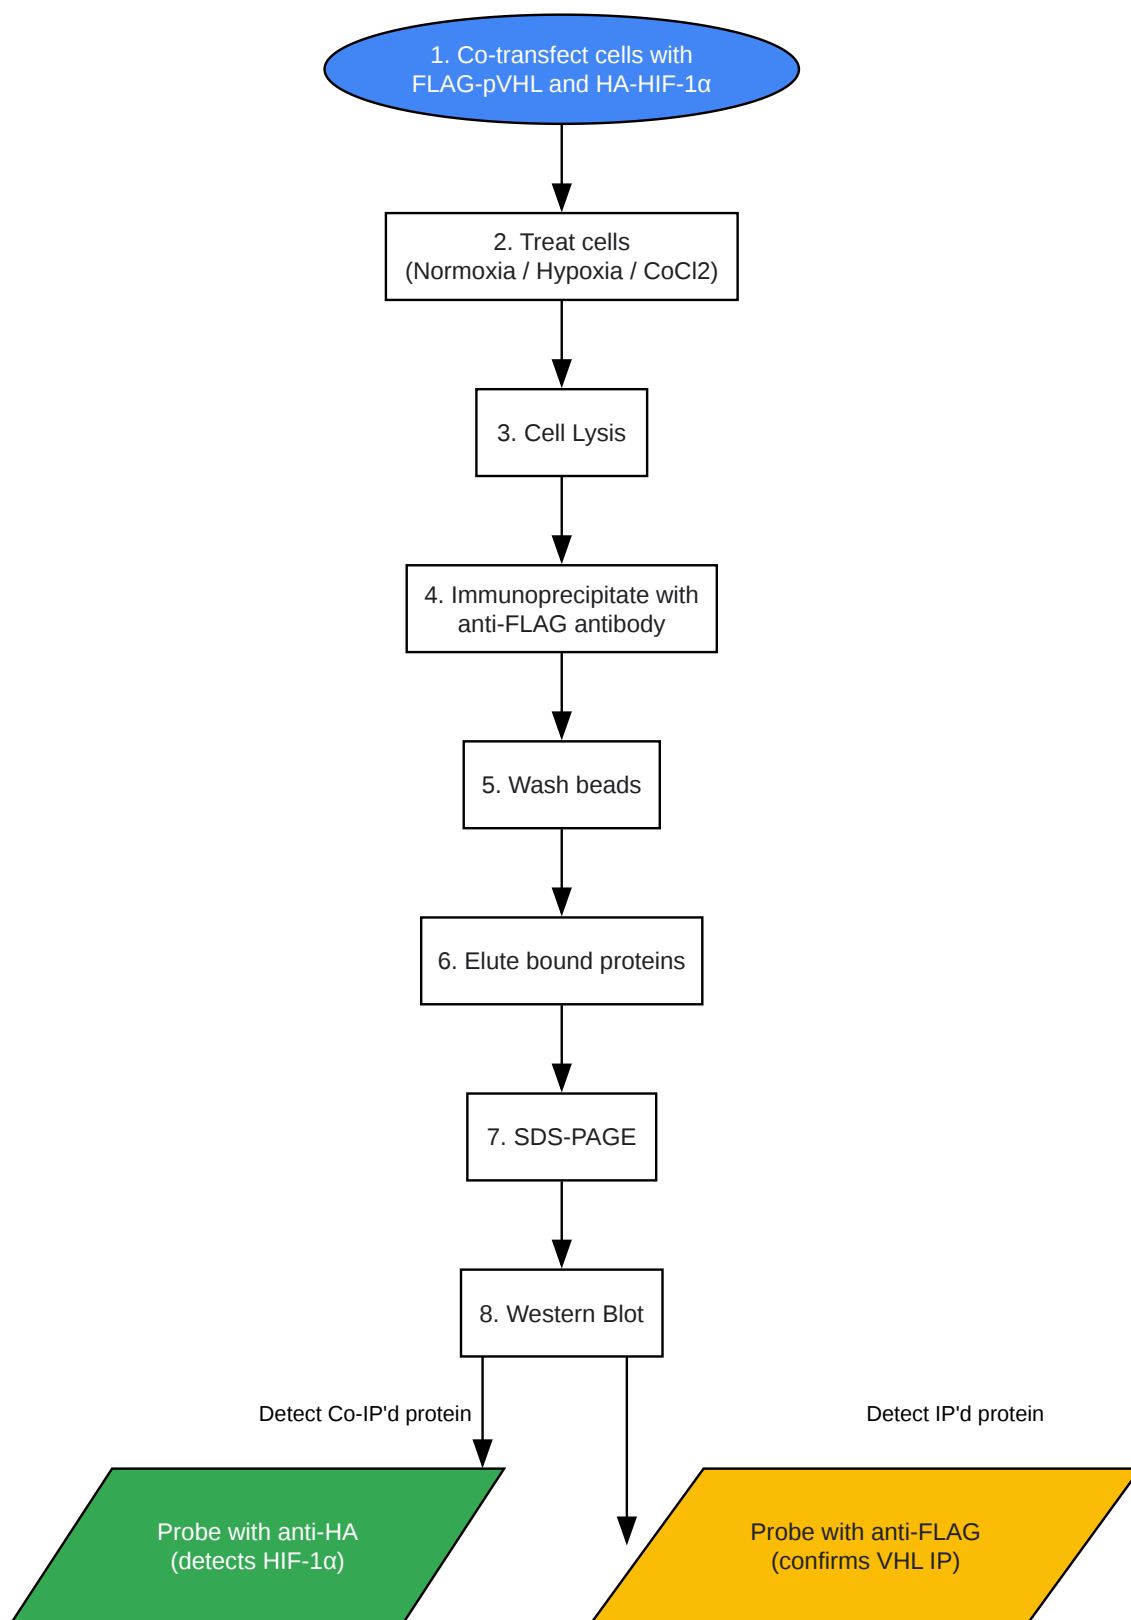 1. Co-transfect cells with
FLAG-pVHL and HA-HIF-1α
2. Treat cells
(Normoxia / Hypoxia / CoCl2)
3. Cell Lysis
4. Immunoprecipitate with
anti-FLAG antibody
5. Wash beads
6. Elute bound proteins
7. SDS-PAGE
8. Western Blot
Detect Co-IP'd protein
Detect IP'd protein
Probe with anti-HA
(detects HIF-1α)
Probe with anti-FLAG
(confirms VHL IP)